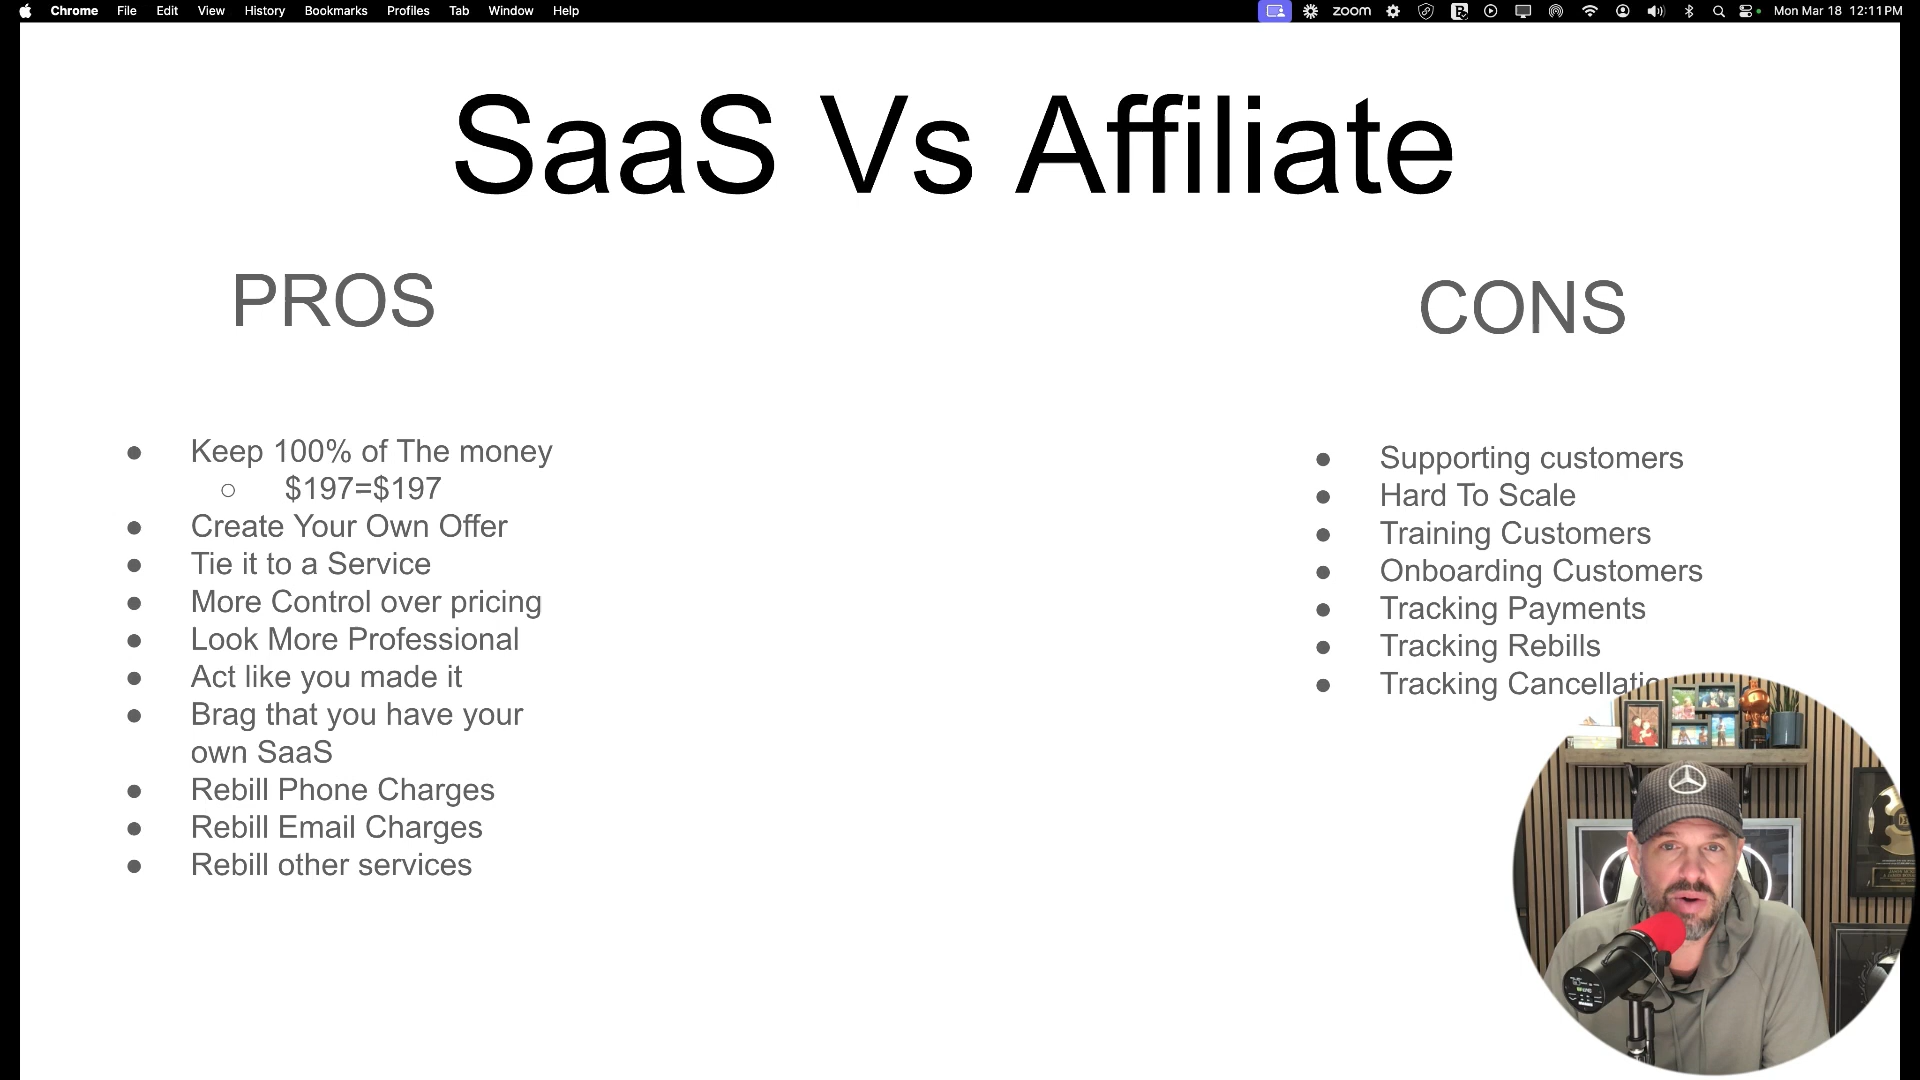 Chrome File Edit View History Bookmarks Profiles Tab Window Help zoom Mon Mar 18 12:11 PM
SaaS Vs Affiliate
PROS
Keep 100% of The money
$197=$197
Create Your Own Offer
Tie it to a Service
More Control over pricing
Look More Professional
Act like you made it
Brag that you have your
own SaaS
Rebill Phone Charges
Rebill Email Charges
Rebill other services
CONS
Supporting customers
Hard To Scale
Training Customers
Onboarding Customers
Tracking Payments
Tracking Rebills
Tracking